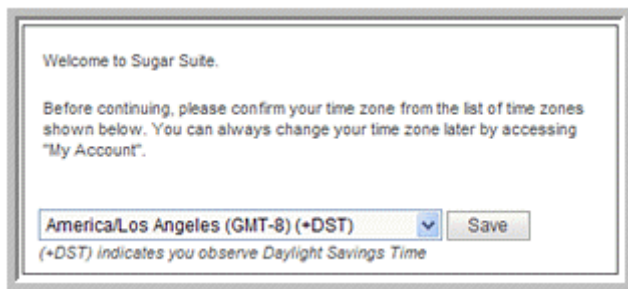 Welcome to Sugar Suite.
Before continuing, please confirm your time zone from the list of time zones
shown below. You can always change your time zone later by accessing
"My Account".
America/Los Angeles (GMT-8) (+DST)
Save
(+DST) indicates you observe Daylight Savings Time